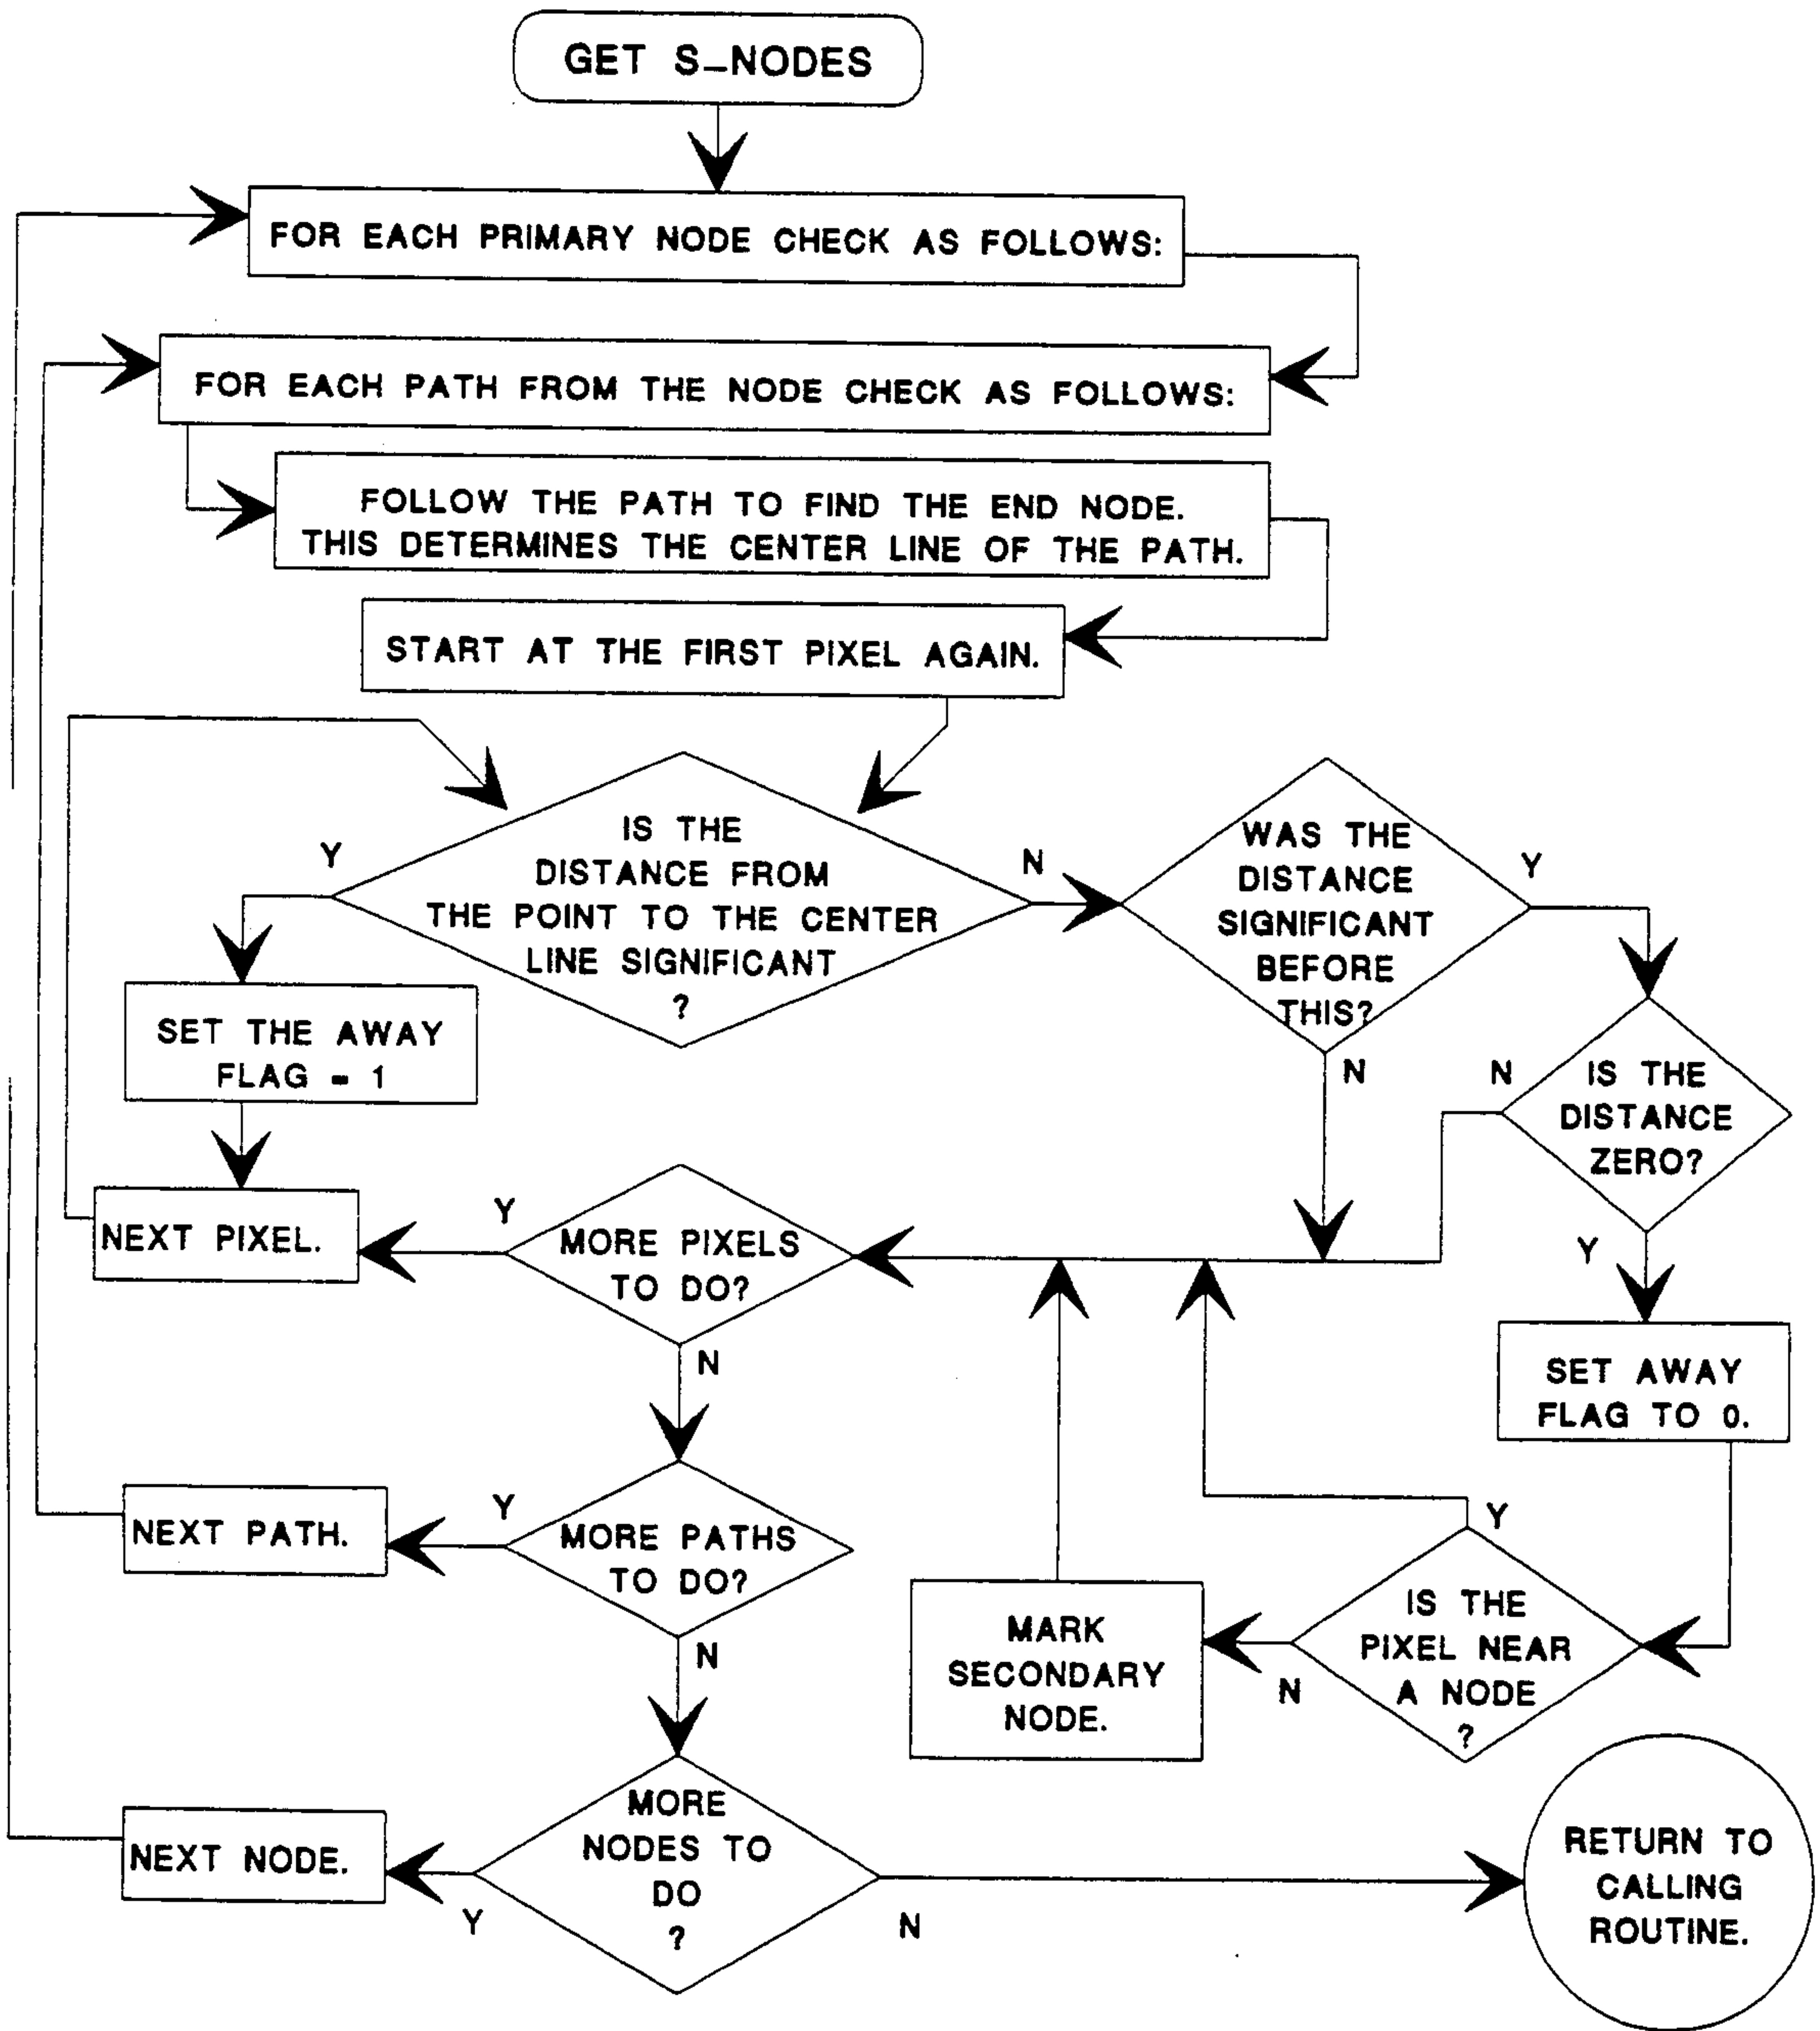 GET S_NODES
FOR EACH PRIMARY NODE CHECK AS FOLLOWS:
FOR EACH PATH FROM THE NODE CHECK AS FOLLOWS:
FOLLOW THE PATH TO FIND THE END NODE.
THIS DETERMINES THE CENTER LINE OF THE PATH.
START AT THE FIRST PIXEL AGAIN.
IS THE
DISTANCE FROM
THE POINT TO THE CENTER
LINE SIGNIFICANT
?
Y
N
WAS THE
DISTANCE
SIGNIFICANT
BEFORE
THIS?
Y
N
SET THE AWAY
FLAG = 1
IS THE
DISTANCE
ZERO?
N
Y
NEXT PIXEL.
Y
MORE PIXELS
TO DO?
N
SET AWAY
FLAG TO 0.
NEXT PATH.
Y
MORE PATHS
TO DO?
N
MARK
SECONDARY
NODE.
Y
IS THE
PIXEL NEAR
A NODE
?
N
NEXT NODE.
MORE
NODES TO
DO
?
Y
N
RETURN TO
CALLING
ROUTINE.